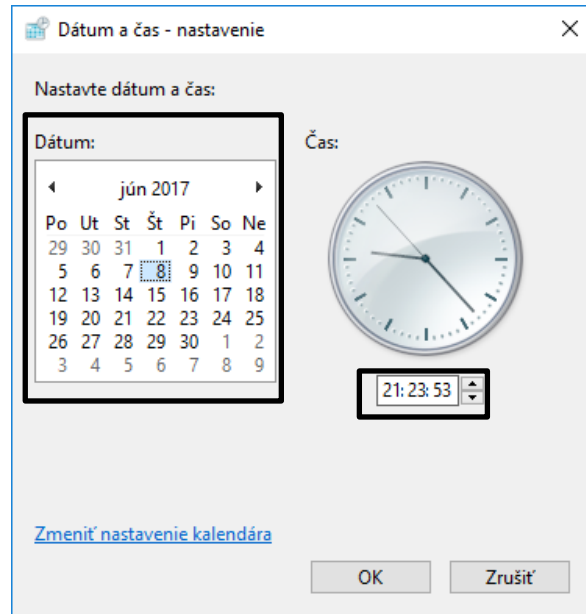 Dátum a čas - nastavenie
Nastavte dátum a čas:
Dátum:
Čas:
jún 2017
Po Ut St Št Pi So Ne
29 30 31 1 2 3 4
5 6 7 8 9 10 11
12 13 14 15 16 17 18
19 20 21 22 23 24 25
26 27 28 29 30 1 2
3 4 5 6 7 8 9
21:23:53
Zmeniť nastavenie kalendára
OK Zrušiť